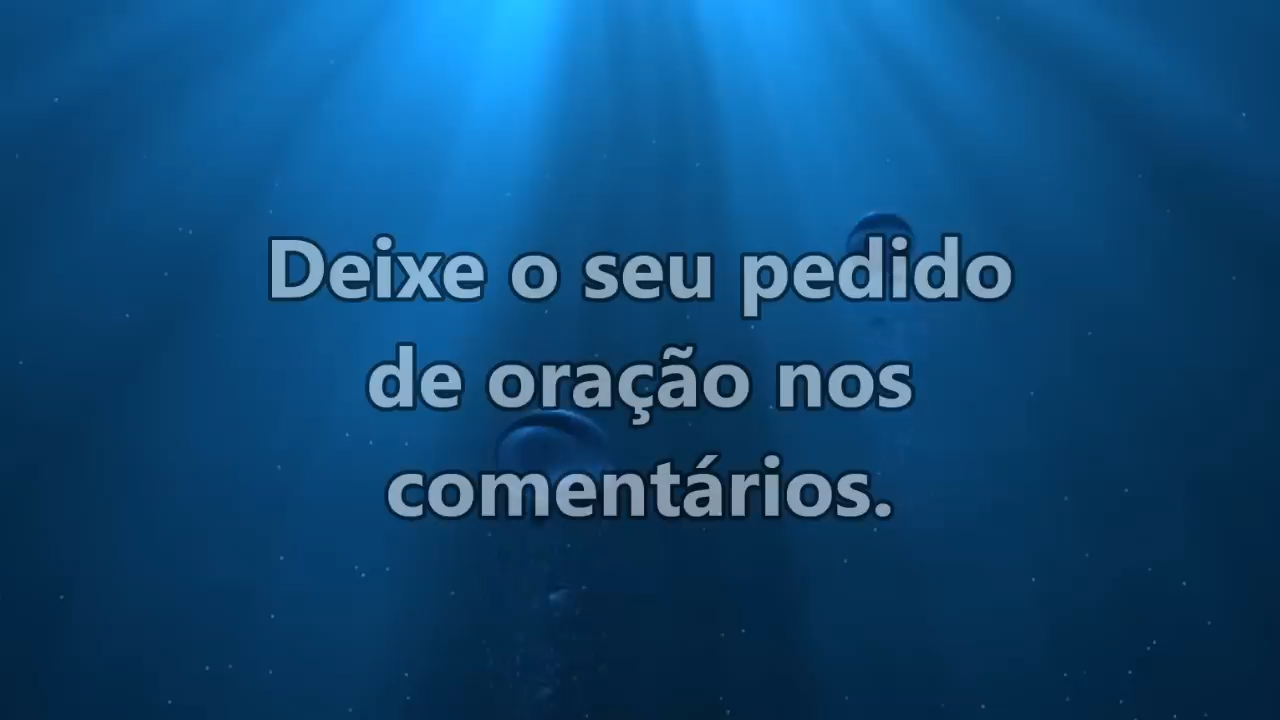 Deixe o seu pedido
de oração nos
comentários.